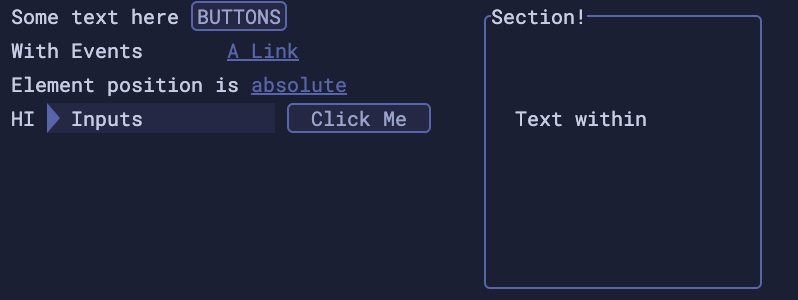 Some text here BUTTONS
With Events A Link
Element position is absolute
HI Inputs Click Me
Section!
Text within